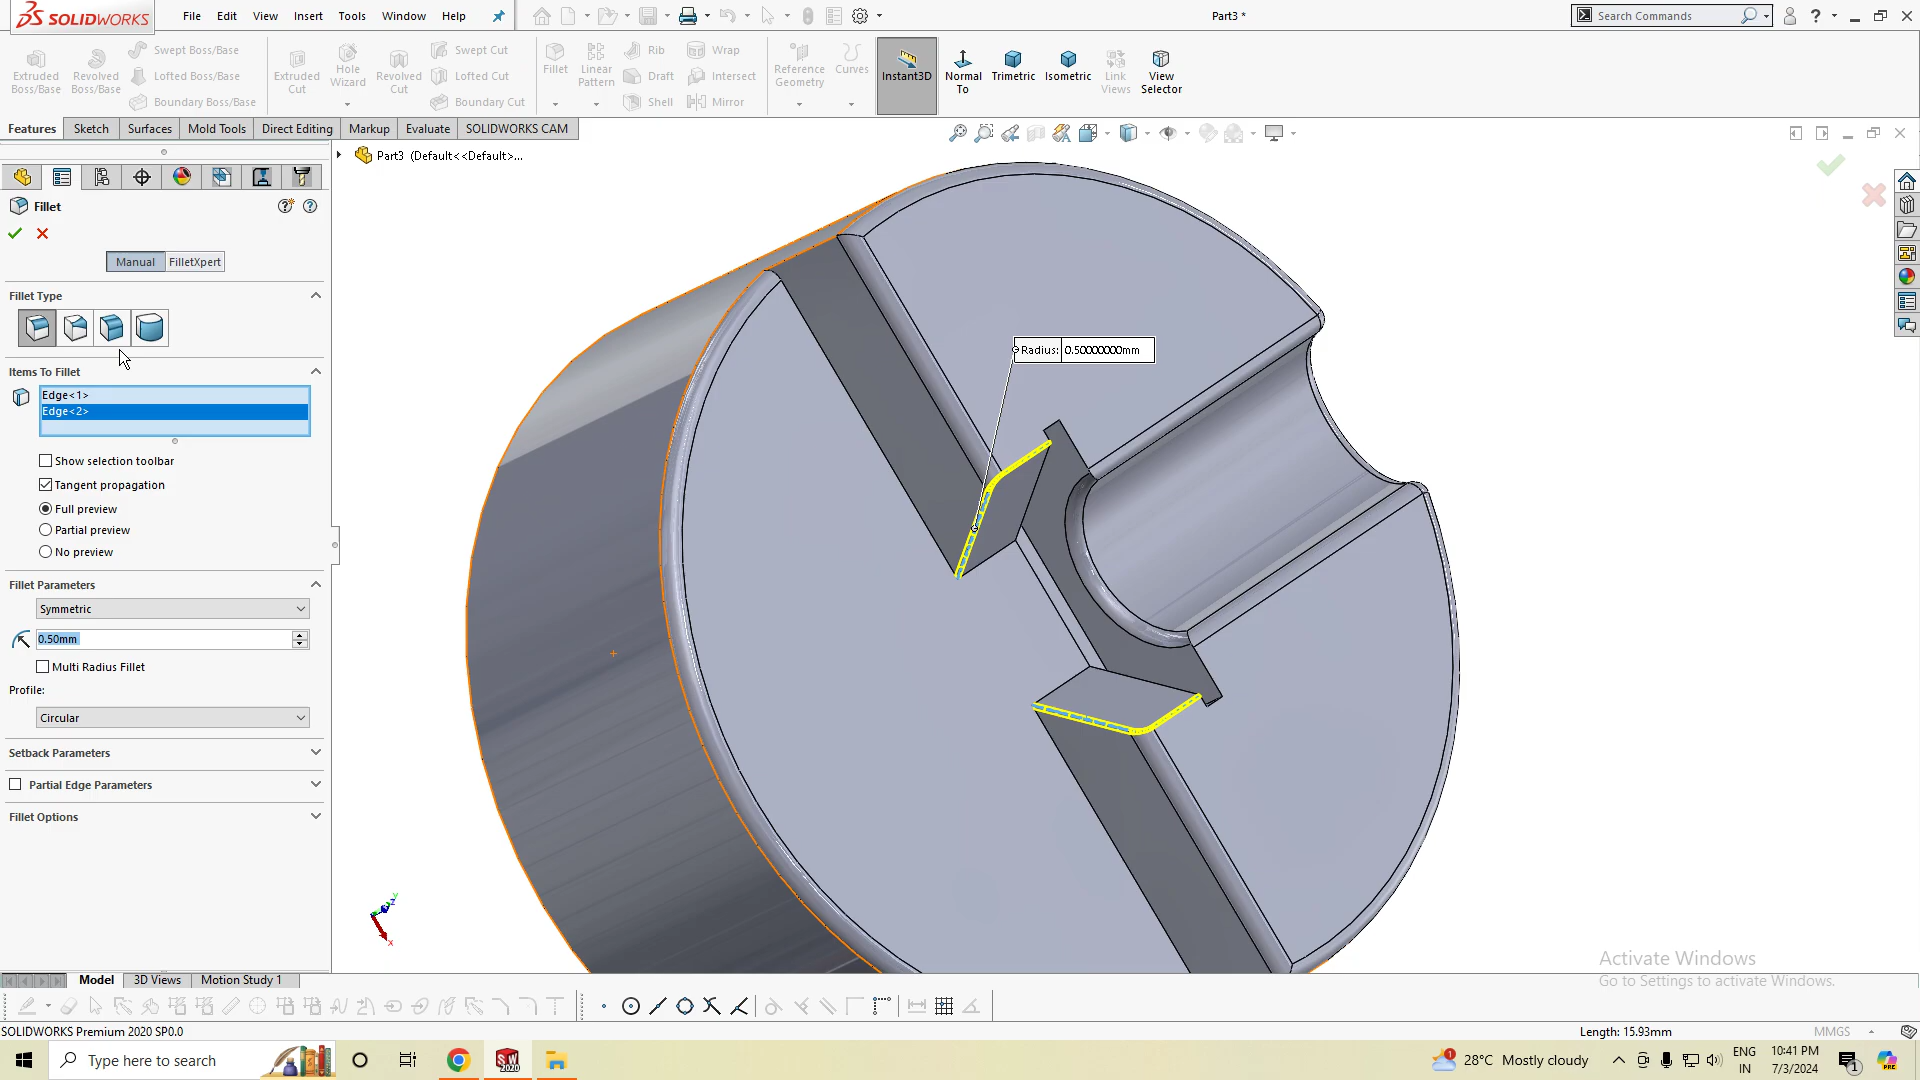 SOLIDWORKS
File Edit View Insert Tools Window Help
Part3 *
Search Commands
Extruded Boss/Base
Revolved Boss/Base
Swept Boss/Base
Lofted Boss/Base
Boundary Boss/Base
Extruded Cut
Hole Wizard
Revolved Cut
Swept Cut
Lofted Cut
Boundary Cut
Fillet
Linear Pattern
Rib
Draft
Shell
Wrap
Intersect
Mirror
Reference Geometry
Curves
Instant3D
Normal To
Trimetric
Isometric
Link Views
View Selector
Features Sketch Surfaces Mold Tools Direct Editing Markup Evaluate SOLIDWORKS CAM
Part3 (Default<<Default>...
Fillet
Manual FilletXpert
Fillet Type
Items To Fillet
Edge<1>
Edge<2>
Show selection toolbar
Tangent propagation
Full preview
Partial preview
No preview
Fillet Parameters
Symmetric
0.50mm
Multi Radius Fillet
Profile:
Circular
Setback Parameters
Partial Edge Parameters
Fillet Options
Radius: 0.50000000mm
Y
Z
X
Activate Windows
Go to Settings to activate Windows.
Model 3D Views Motion Study 1
SOLIDWORKS Premium 2020 SP0.0
Length: 15.93mm
MMGS
Type here to search
SW
2020
1
28°C Mostly cloudy
ENG
IN
10:41 PM
7/3/2024
1
PRE